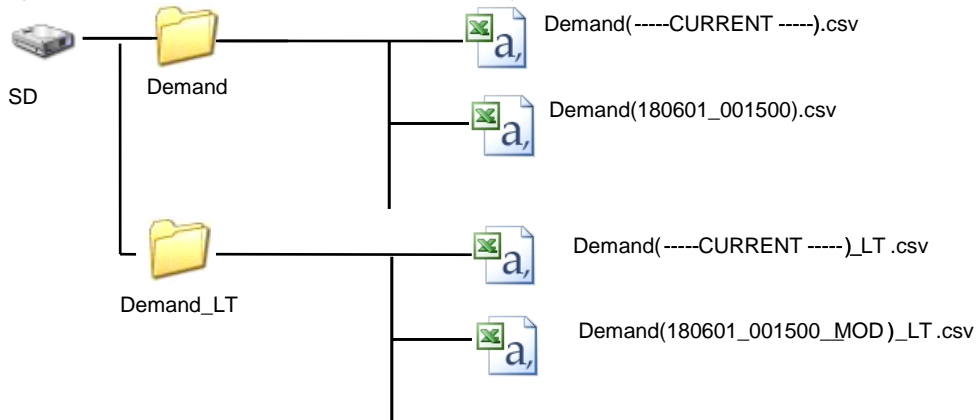 Demand(-----CURRENT -----).csv
SD
Demand
Demand(180601_001500).csv
Demand(-----CURRENT -----)_LT .csv
Demand_LT
Demand(180601_001500_MOD)_LT.csv